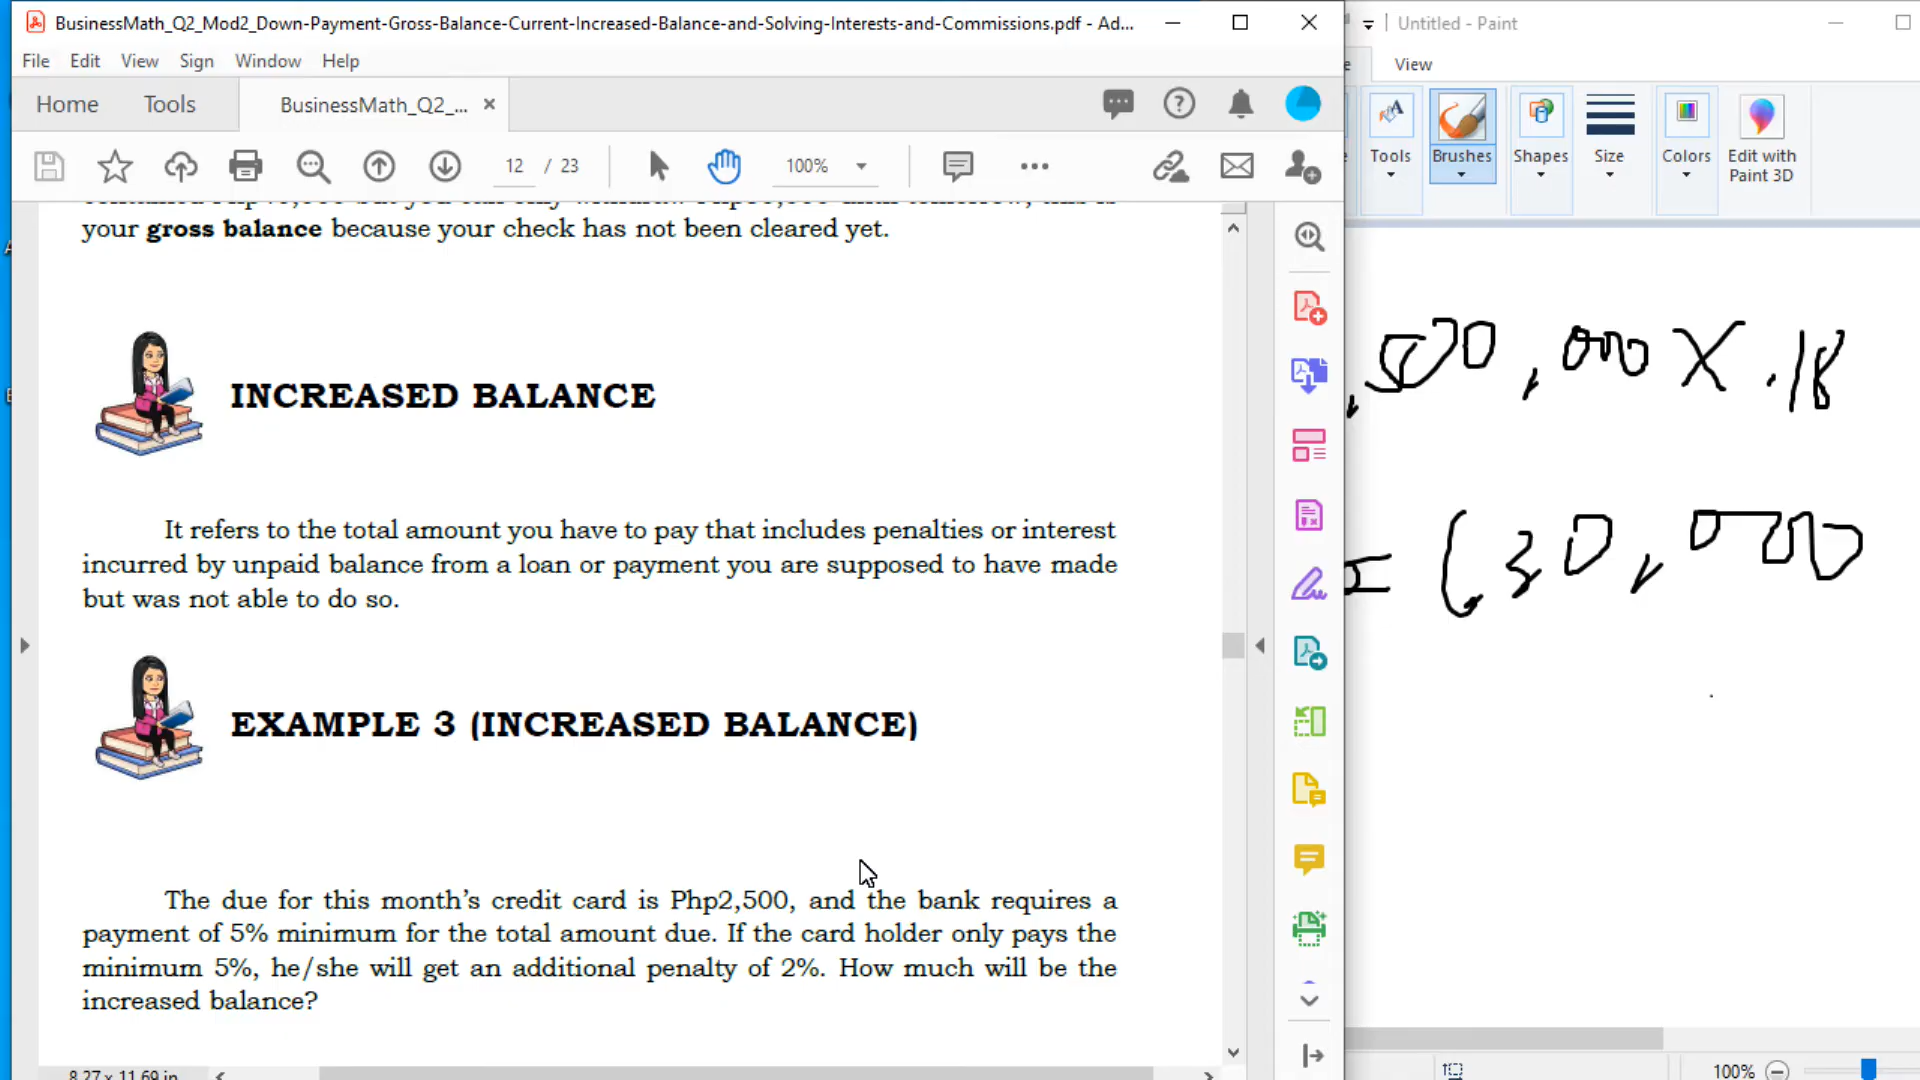 BusinessMath_Q2_Mod2_Down-Payment-Gross-Balance-Current-Increased-Balance-and-Solving-Interests-and-Commissions.pdf - Ad...
Untitled - Paint
File Edit View Sign Window Help
View
Home Tools BusinessMath_Q2_...
12 / 23 100%
Tools Brushes Shapes Size Colors Edit with
Paint 3D
your gross balance because your check has not been cleared yet.
INCREASED BALANCE
It refers to the total amount you have to pay that includes penalties or interest
incurred by unpaid balance from a loan or payment you are supposed to have made
but was not able to do so.
EXAMPLE 3 (INCREASED BALANCE)
The due for this month's credit card is Php2,500, and the bank requires a
payment of 5% minimum for the total amount due. If the card holder only pays the
minimum 5%, he/she will get an additional penalty of 2%. How much will be the
increased balance?
8.27 x 11.69 in
,000 X .18
100%